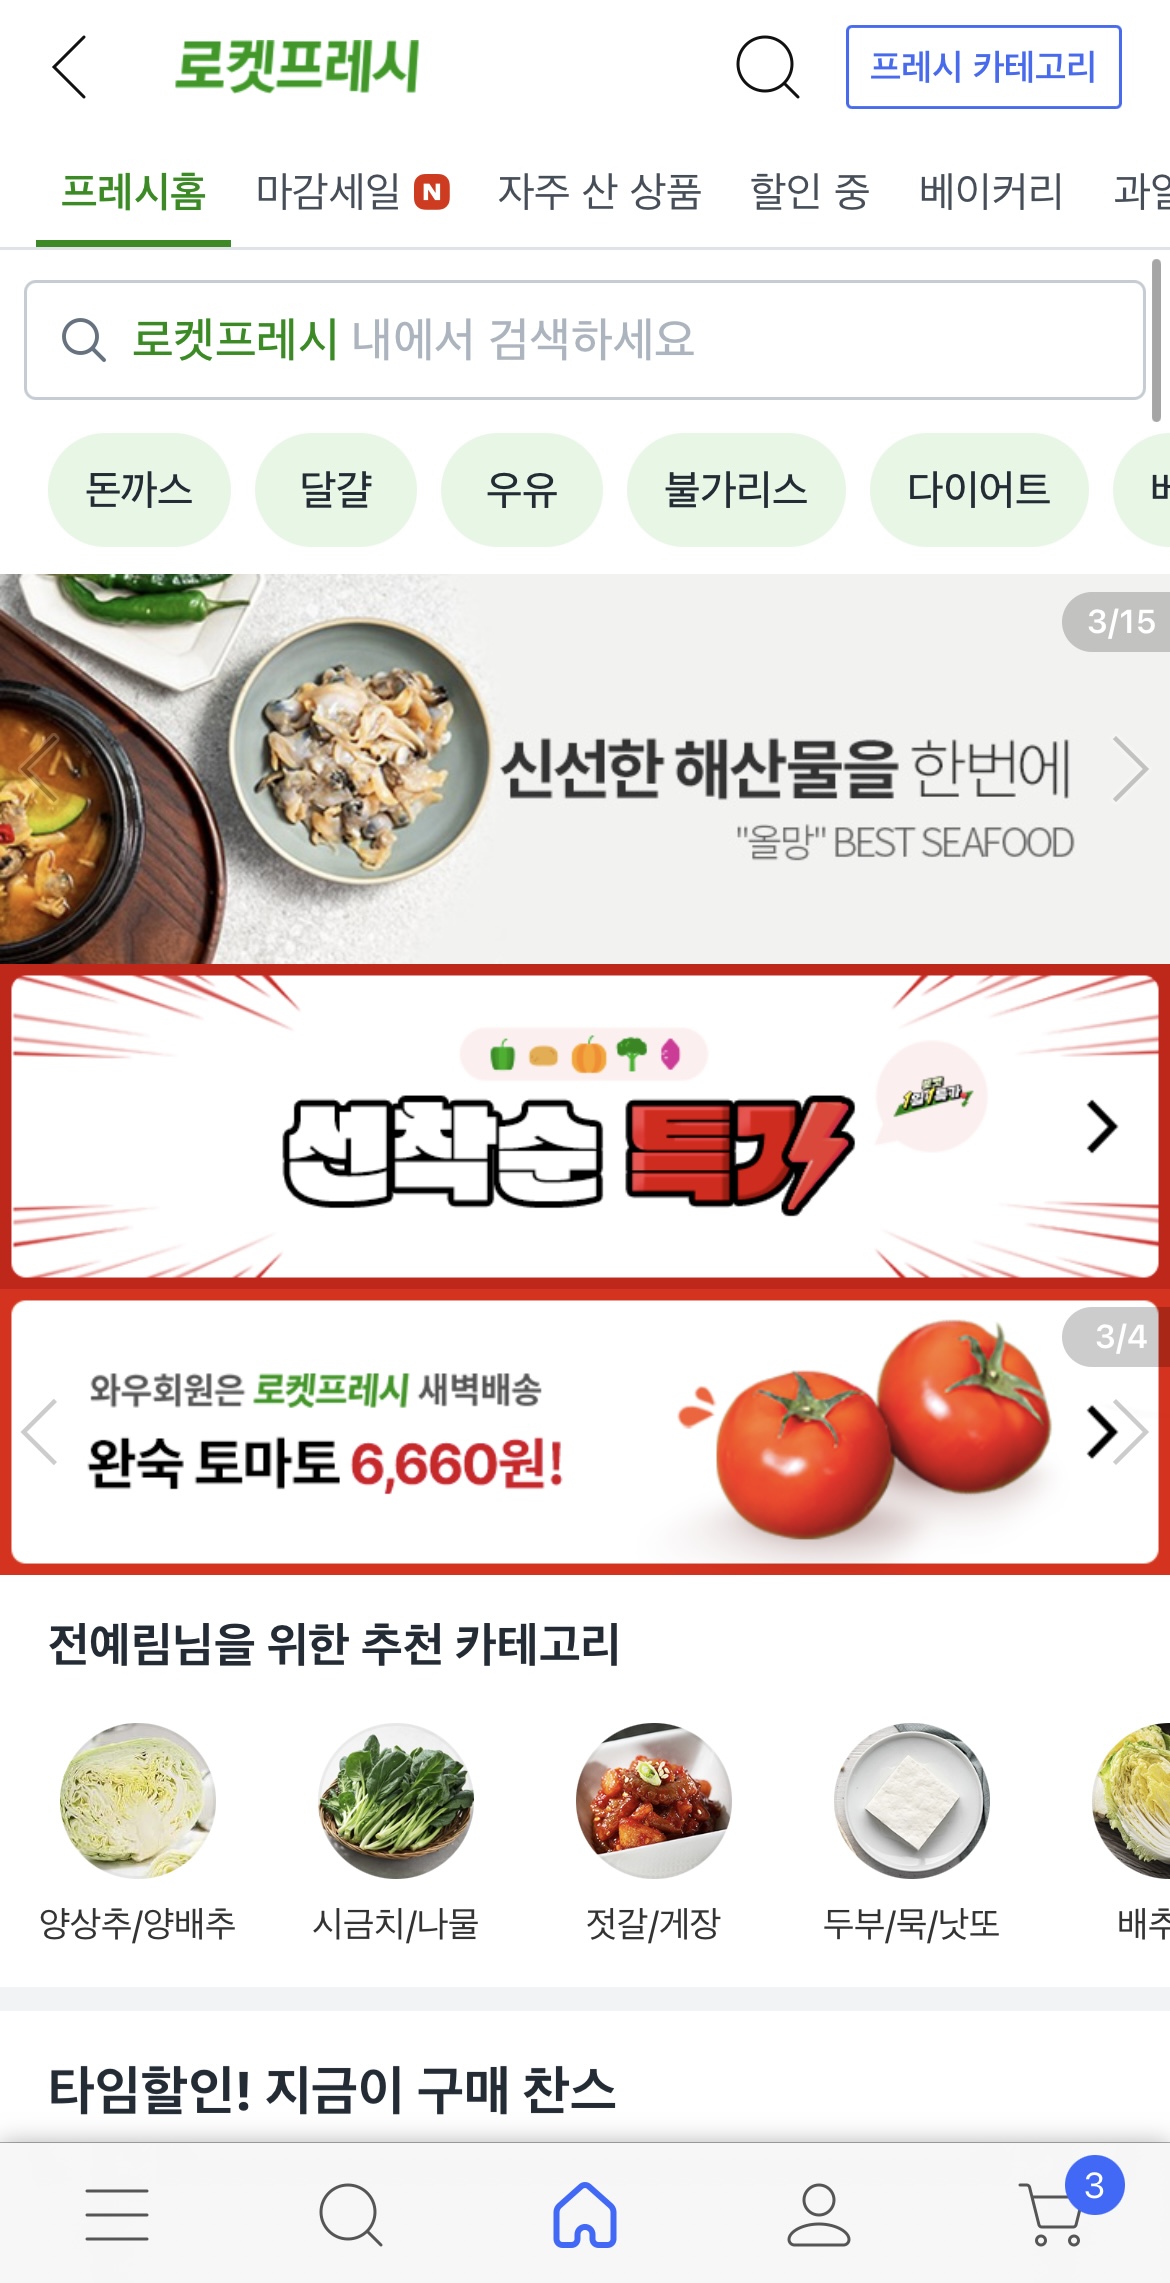 로켓프레시
프레시 카테고리
프레시홈 마감세일 N 자주 산 상품 할인 중 베이커리
로켓프레시 내에서 검색하세요
돈까스 달걀 우유 불가리스 다이어트
3/15
신선한 해산물을 한번에
"올망" BEST SEAFOOD
선착순 특가
3/4
와우회원은 로켓프레시 새벽배송
완숙 토마토 6,660원!
전예림님을 위한 추천 카테고리
양상추/양배추 시금치/나물 젓갈/게장 두부/묵/낫또 배추
타임할인! 지금이 구매 찬스
3